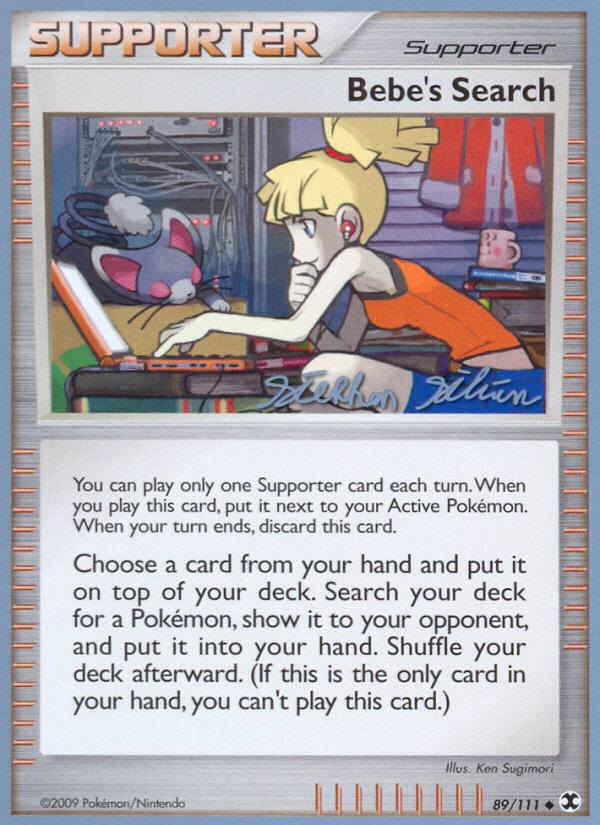 SUPPORTER
Supporter
Bebe's Search
Stephen Silvestro
You can play only one Supporter card each turn. When
you play this card, put it next to your Active Pokémon.
When your turn ends, discard this card.
Choose a card from your hand and put it
on top of your deck. Search your deck
for a Pokémon, show it to your opponent,
and put it into your hand. Shuffle your
deck afterward. (If this is the only card in
your hand, you can't play this card.)
Illus. Ken Sugimori
©2009 Pokémon/Nintendo
89/111